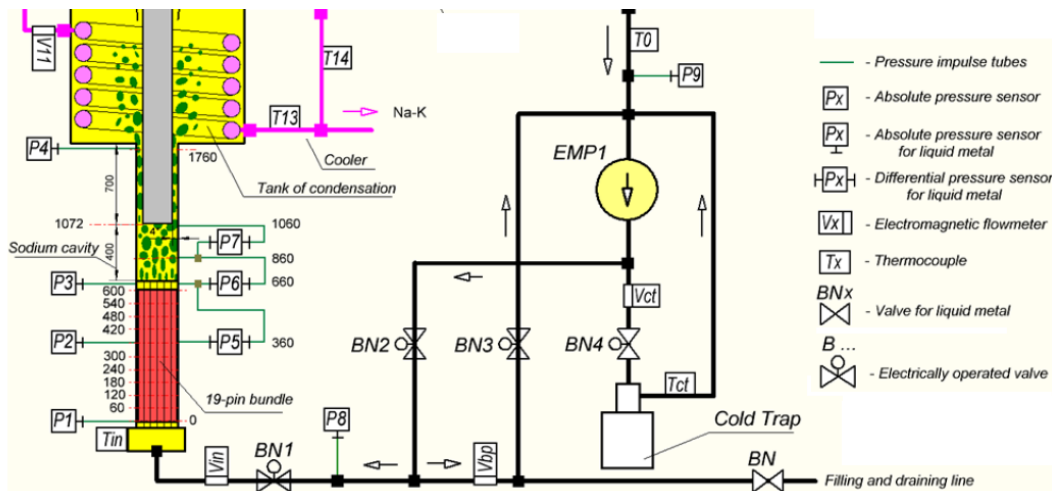 V11
T14
T13
Na-K
Cooler
Tank of condensation
P4
1760
700
1072
1060
4
Sodium cavity
400
P7
860
P3
P6
660
600
540
480
420
P2
P5
360
300
240
180
120
60
19-pin bundle
P1
0
Tin
Vin
BN1
P8
Vbp
BN
Filling and draining line
T0
P9
EMP1
Vct
BN2
BN3
BN4
Tct
Cold Trap
- Pressure impulse tubes
Px
- Absolute pressure sensor
Px
- Absolute pressure sensor
for liquid metal
Px
- Differential pressure sensor
for liquid metal
Vx
- Electromagnetic flowmeter
Tx
- Thermocouple
BNx
- Valve for liquid metal
B ...
- Electrically operated valve